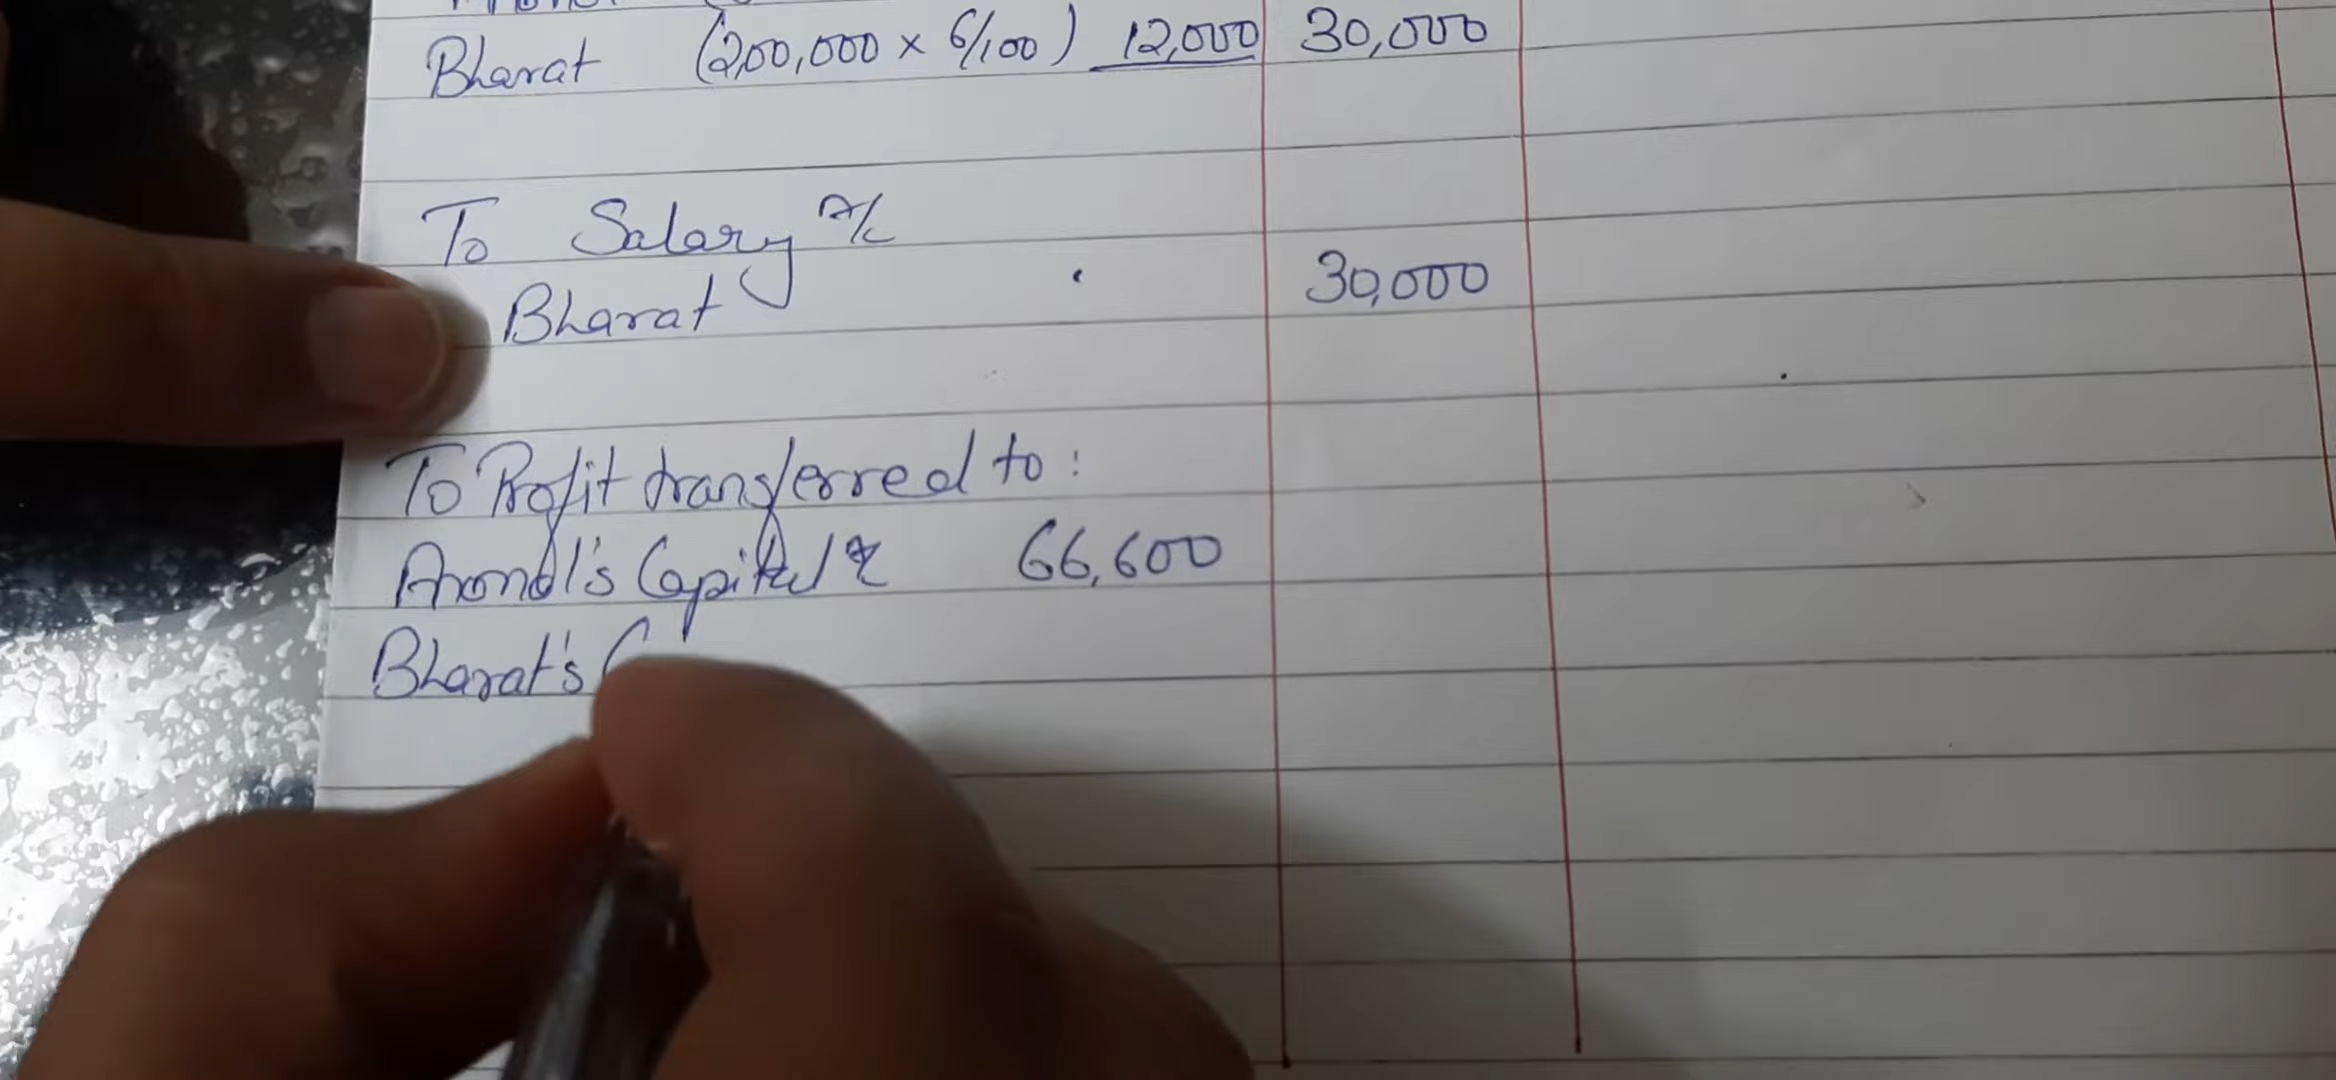 Bharat (2,00,000 × 6/100) 12,000 30,000
To Salary A/c
Bharat 30,000
To Profit transferred to:
Amol's Capital A/c 66,600
Bharat's